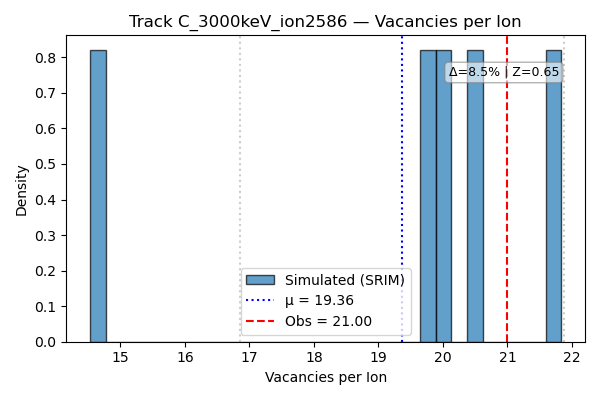 Track C_3000keV_ion2586 — Vacancies per Ion
Density
0.8
0.7
0.6
0.5
0.4
0.3
0.2
0.1
0.0
Δ=8.5% | Z=0.65
Simulated (SRIM)
μ = 19.36
Obs = 21.00
15 16 17 18 19 20 21 22
Vacancies per Ion